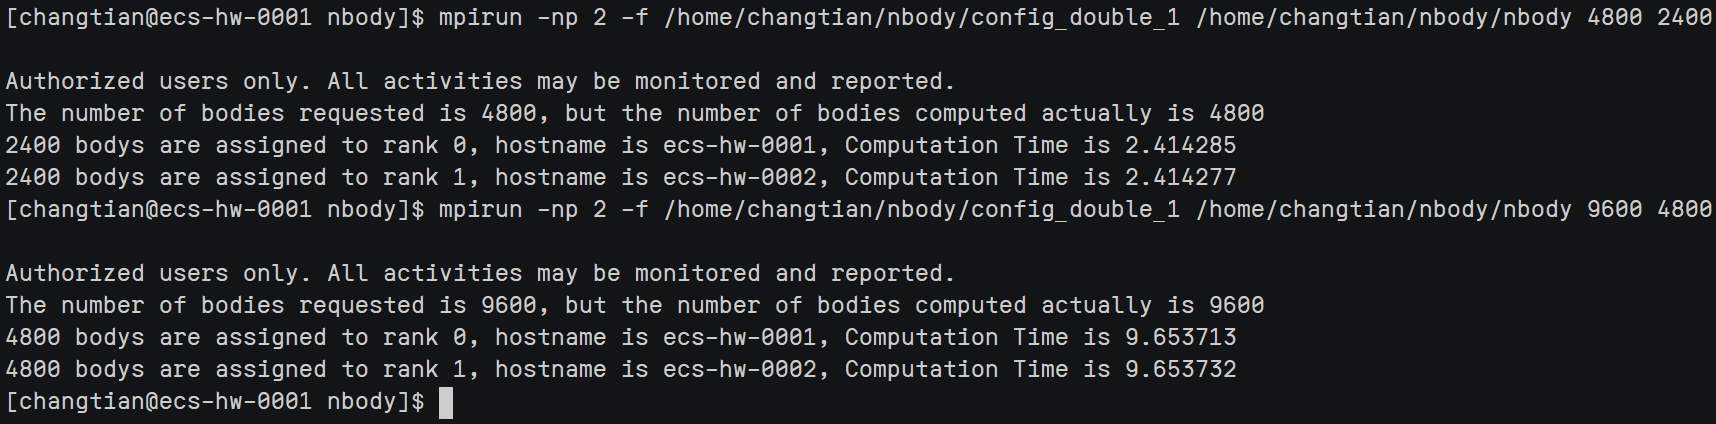 [changtian@ecs-hw-0001 nbody]$ mpirun -np 2 -f /home/changtian/nbody/config_double_1 /home/changtian/nbody/nbody 4800 2400
Authorized users only. All activities may be monitored and reported.
The number of bodies requested is 4800, but the number of bodies computed actually is 4800
2400 bodys are assigned to rank 0, hostname is ecs-hw-0001, Computation Time is 2.414285
2400 bodys are assigned to rank 1, hostname is ecs-hw-0002, Computation Time is 2.414277
[changtian@ecs-hw-0001 nbody]$ mpirun -np 2 -f /home/changtian/nbody/config_double_1 /home/changtian/nbody/nbody 9600 4800
Authorized users only. All activities may be monitored and reported.
The number of bodies requested is 9600, but the number of bodies computed actually is 9600
4800 bodys are assigned to rank 0, hostname is ecs-hw-0001, Computation Time is 9.653713
4800 bodys are assigned to rank 1, hostname is ecs-hw-0002, Computation Time is 9.653732
[changtian@ecs-hw-0001 nbody]$